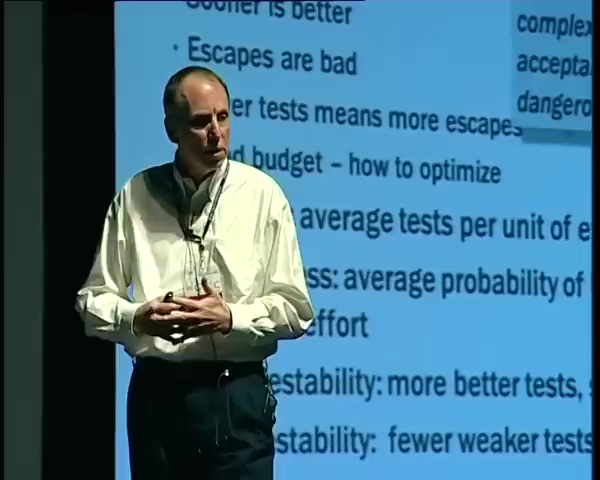 Sooner is better
complex
• Escapes are bad
accepta
er tests means more escapes
dangero
d budget – how to optimize
average tests per unit of e
ss: average probability of
effort
estability: more better tests,
stability: fewer weaker tests